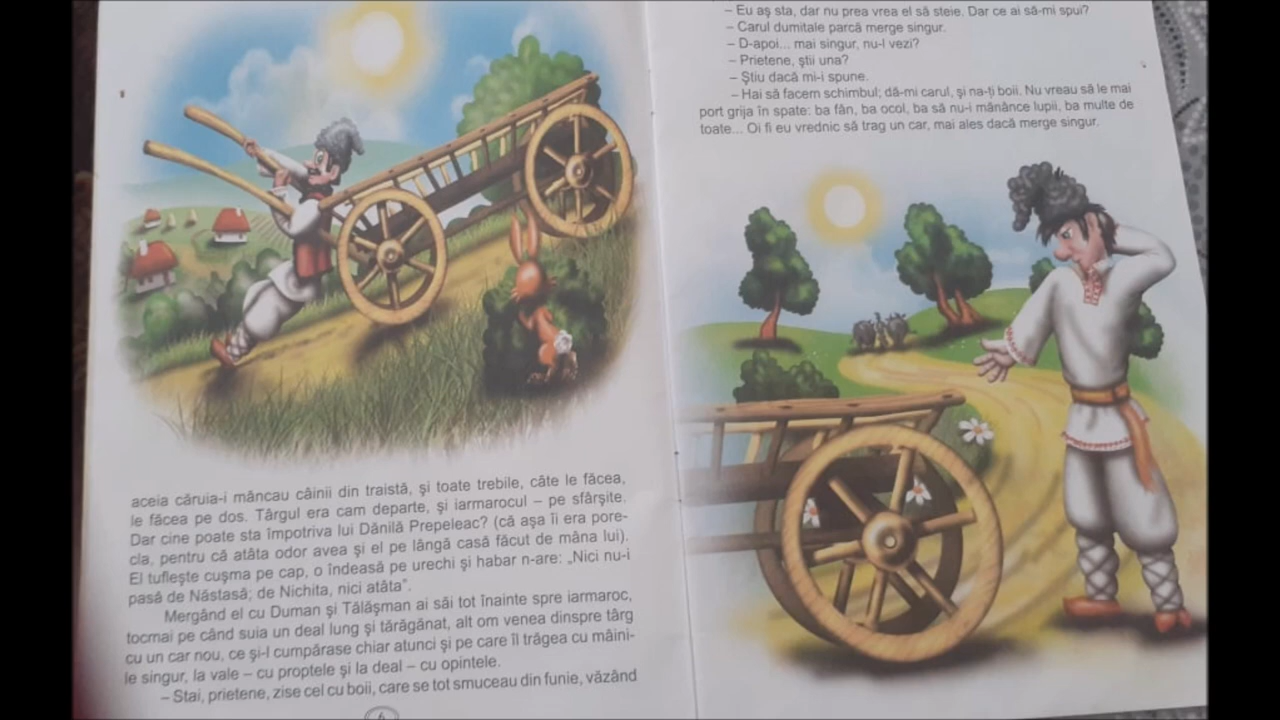 aceia căruia-i mâncau câinii din traistă, şi toate trebile, câte le făcea,
le făcea pe dos. Târgul era cam departe, şi iarmarocul – pe sfârşite.
Dar cine poate sta împotriva lui Dănilă Prepeleac? (că aşa îi era pore-
cla, pentru că atâta odor avea şi el pe lângă casă făcut de mâna lui).
El tufleşte cuşma pe cap, o îndeasă pe urechi şi habar n-are: „Nici nu-i
pasă de Năstasă; de Nichita, nici atâta”.
Mergând el cu Duman şi Tălăşman ai săi tot înainte spre iarmaroc,
tocmai pe când suia un deal lung şi tărăgănat, alt om venea dinspre târg
cu un car nou, ce şi-l cumpărase chiar atunci şi pe care îl trăgea cu mâini-
le singur, la vale – cu proptele şi la deal – cu opintele.
– Stai, prietene, zise cel cu boii, care se tot smuceau din funie, văzând
6
– Eu aş sta, dar nu prea vrea el să steie. Dar ce ai să-mi spui?
– Carul dumitale parcă merge singur.
– D-apoi... mai singur, nu-l vezi?
– Prietene, ştii una?
– Ştiu dacă mi-i spune.
– Hai să facem schimbul; dă-mi carul, şi na-ţi boii. Nu vreau să le mai
port grija în spate: ba fân, ba ocol, ba să nu-i mănânce lupii, ba multe de
toate... Oi fi eu vrednic să trag un car, mai ales dacă merge singur.